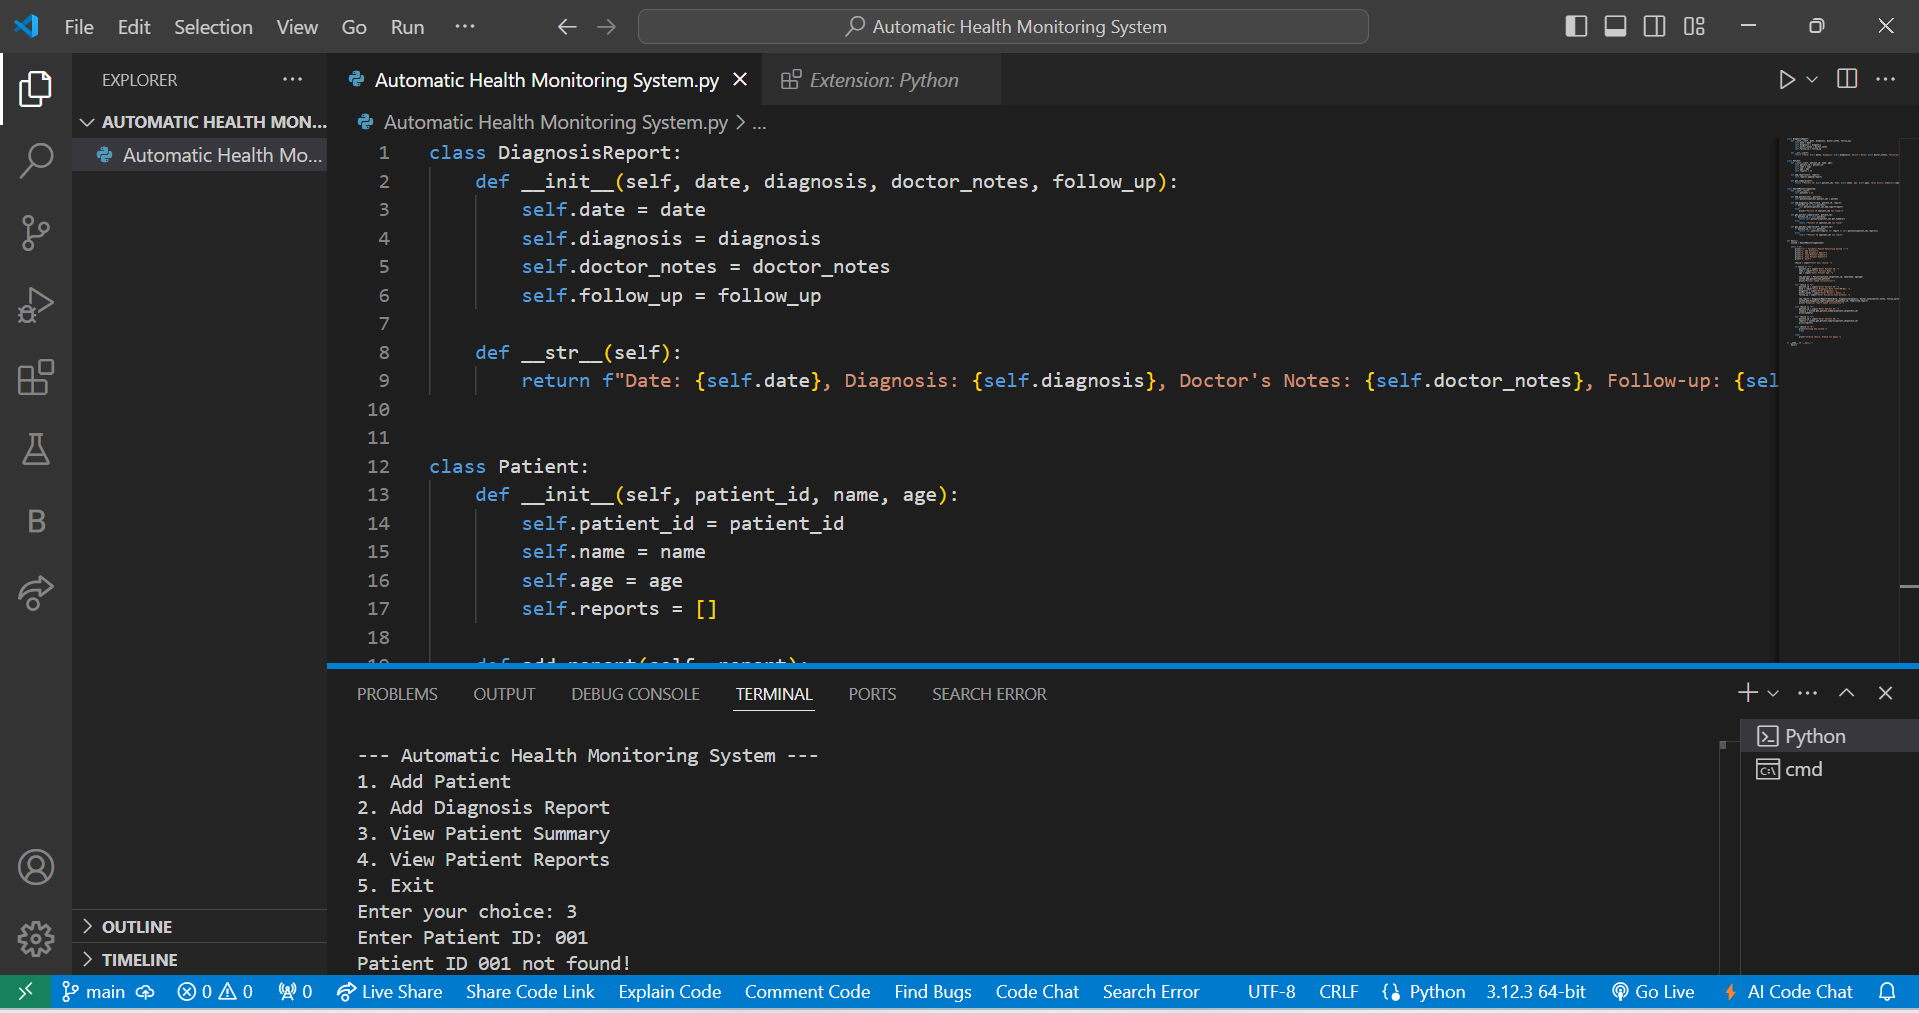 File Edit Selection View Go Run ...
Automatic Health Monitoring System
EXPLORER ...
AUTOMATIC HEALTH MON...
Automatic Health Mo...
OUTLINE
TIMELINE
Automatic Health Monitoring System.py
Extension: Python
Automatic Health Monitoring System.py > ...
1 class DiagnosisReport:
2 def __init__(self, date, diagnosis, doctor_notes, follow_up):
3 self.date = date
4 self.diagnosis = diagnosis
5 self.doctor_notes = doctor_notes
6 self.follow_up = follow_up
7
8 def __str__(self):
9 return f"Date: {self.date}, Diagnosis: {self.diagnosis}, Doctor's Notes: {self.doctor_notes}, Follow-up: {sel
10
11
12 class Patient:
13 def __init__(self, patient_id, name, age):
14 self.patient_id = patient_id
15 self.name = name
16 self.age = age
17 self.reports = []
18
19 def add_report(self, report):
PROBLEMS OUTPUT DEBUG CONSOLE TERMINAL PORTS SEARCH ERROR
--- Automatic Health Monitoring System ---
1. Add Patient
2. Add Diagnosis Report
3. View Patient Summary
4. View Patient Reports
5. Exit
Enter your choice: 3
Enter Patient ID: 001
Patient ID 001 not found!
Python
cmd
B
main 0 0 0 Live Share Share Code Link Explain Code Comment Code Find Bugs Code Chat Search Error UTF-8 CRLF Python 3.12.3 64-bit Go Live AI Code Chat